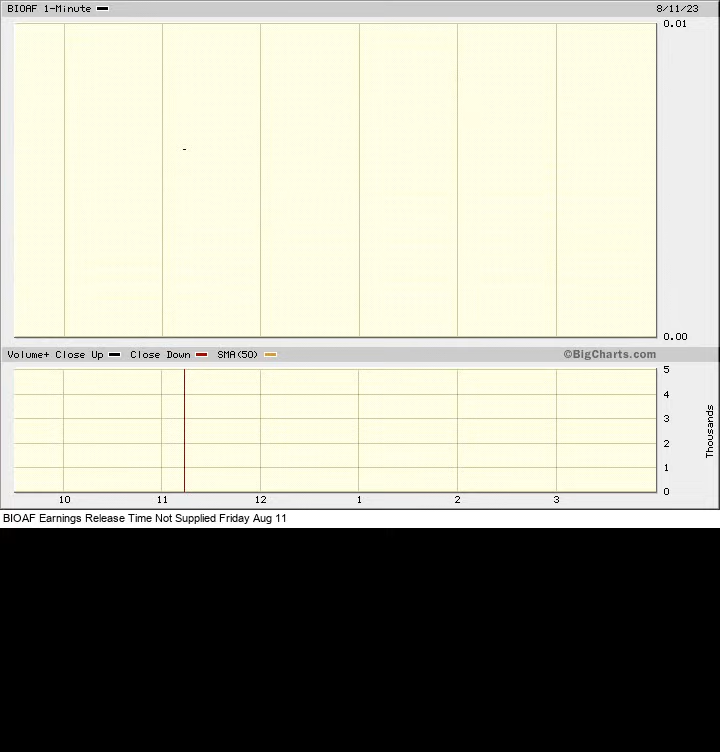 BIOAF 1-Minute 8/11/23
0.01
0.00
Volume+ Close Up Close Down SMA(50) ©BigCharts.com
5
4
3
2
1
0
Thousands
10 11 12 1 2 3
BIOAF Earnings Release Time Not Supplied Friday Aug 11